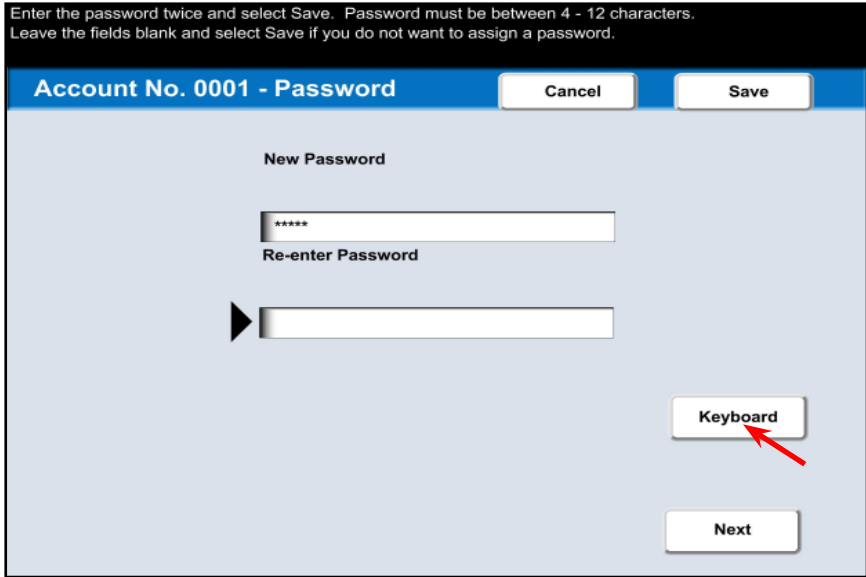 Enter the password twice and select Save.  Password must be between 4 - 12 characters.
Leave the fields blank and select Save if you do not want to assign a password.
Account No. 0001 - Password
Cancel
Save
New Password
*****
Re-enter Password
Keyboard
Next